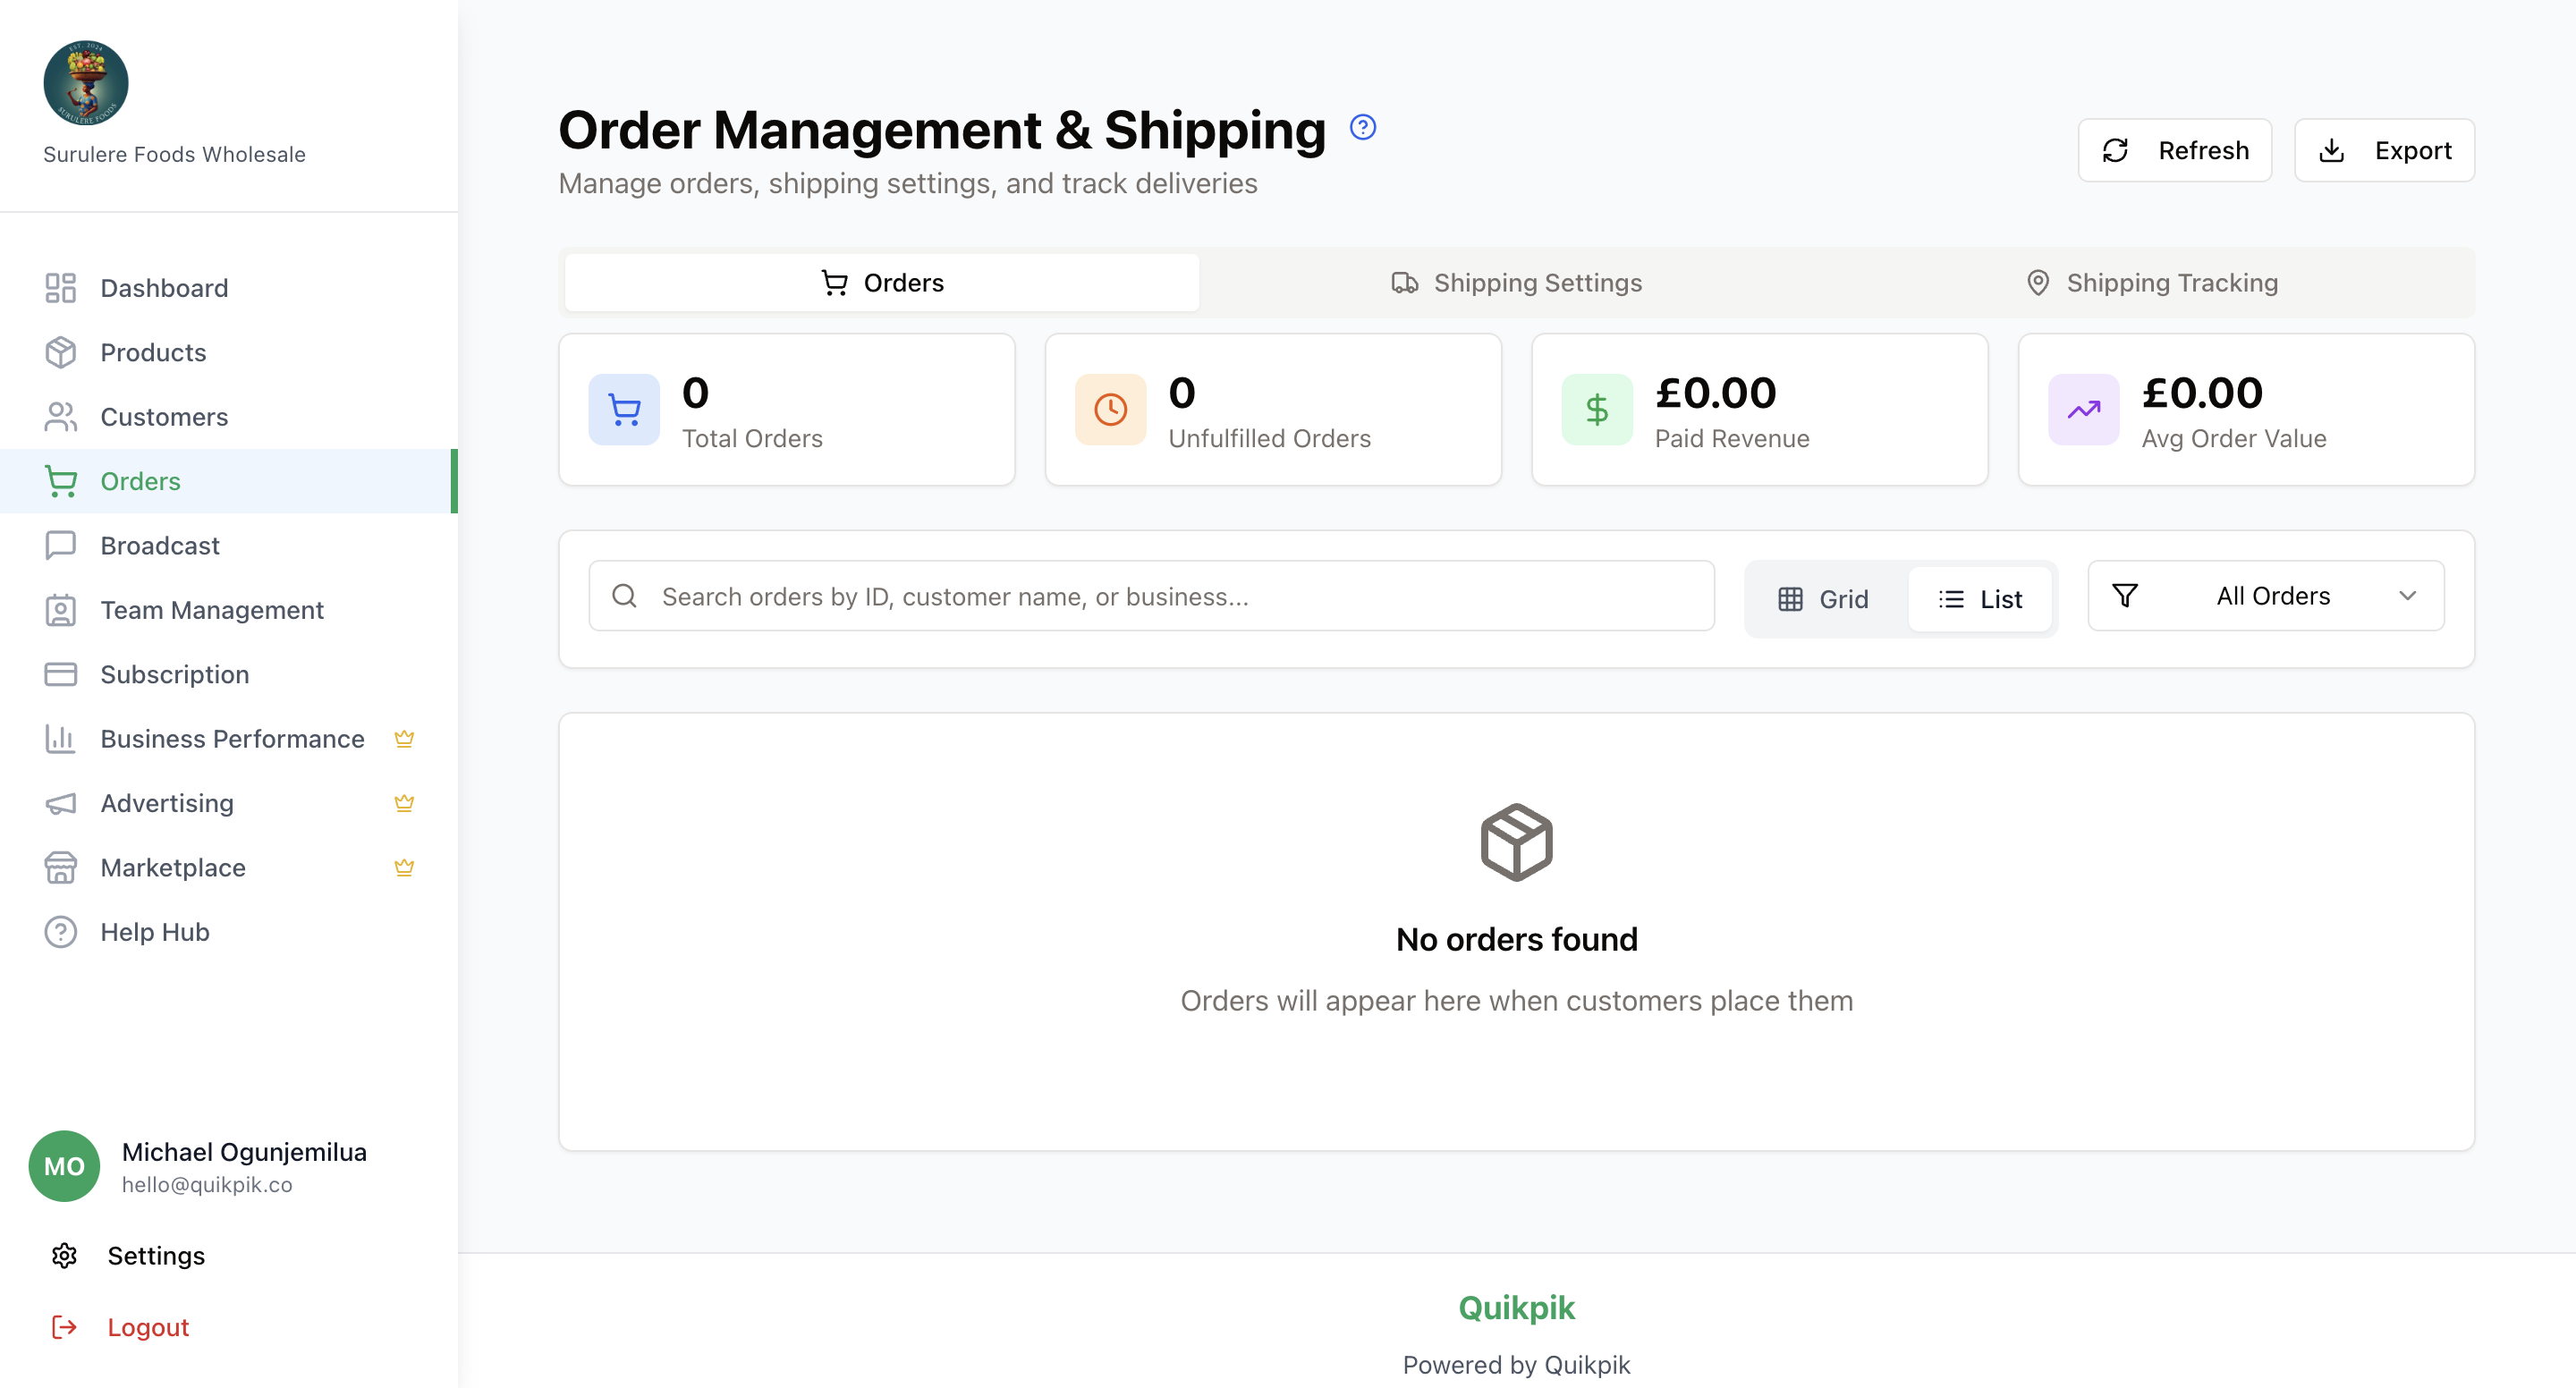 EST. 2024
SURULERE FOODS
Surulere Foods Wholesale
Dashboard
Products
Customers
Orders
Broadcast
Team Management
Subscription
Business Performance
Advertising
Marketplace
Help Hub
MO
Michael Ogunjemilua
hello@quikpik.co
Settings
Logout
Order Management & Shipping
Manage orders, shipping settings, and track deliveries
Refresh
Export
Orders
Shipping Settings
Shipping Tracking
0
Total Orders
0
Unfulfilled Orders
£0.00
Paid Revenue
£0.00
Avg Order Value
Search orders by ID, customer name, or business...
Grid
List
All Orders
No orders found
Orders will appear here when customers place them
Quikpik
Powered by Quikpik